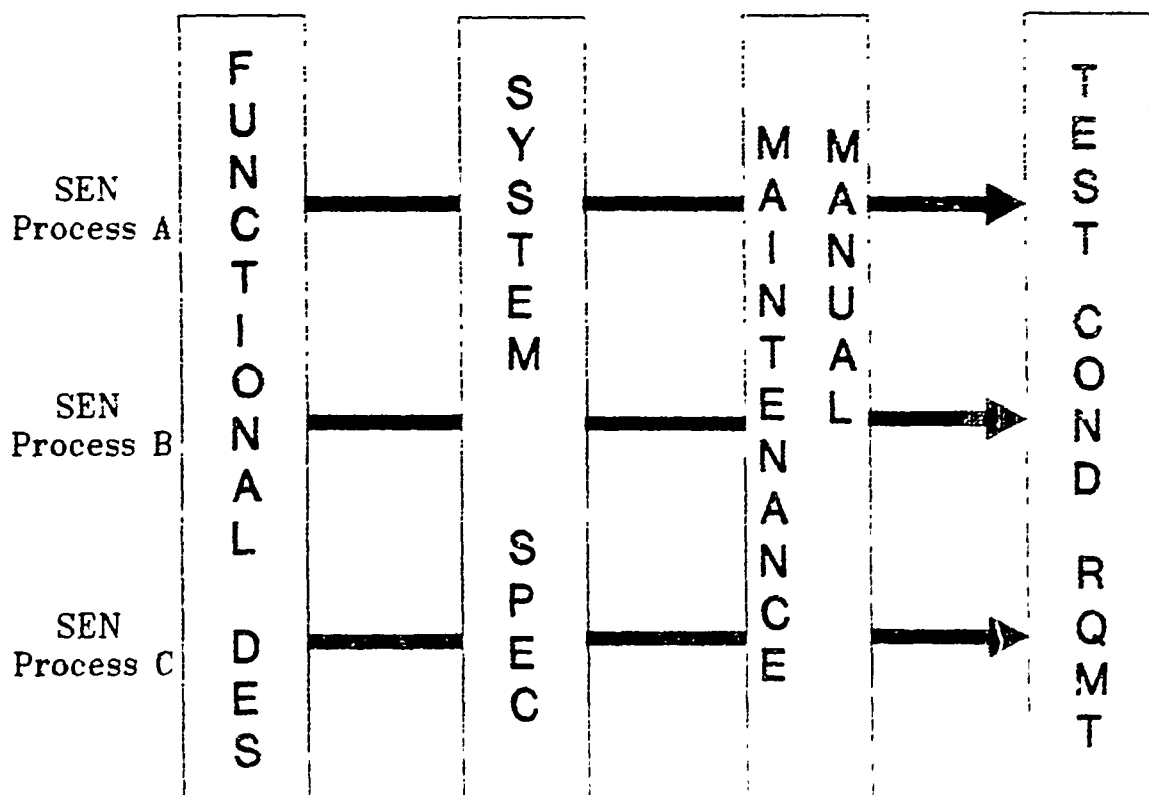 SEN
Process A
SEN
Process B
SEN
Process C
FUNCTIONAL DES
SYSTEM SPEC
MAINTENANCE
MANUAL
TEST COND RQMT